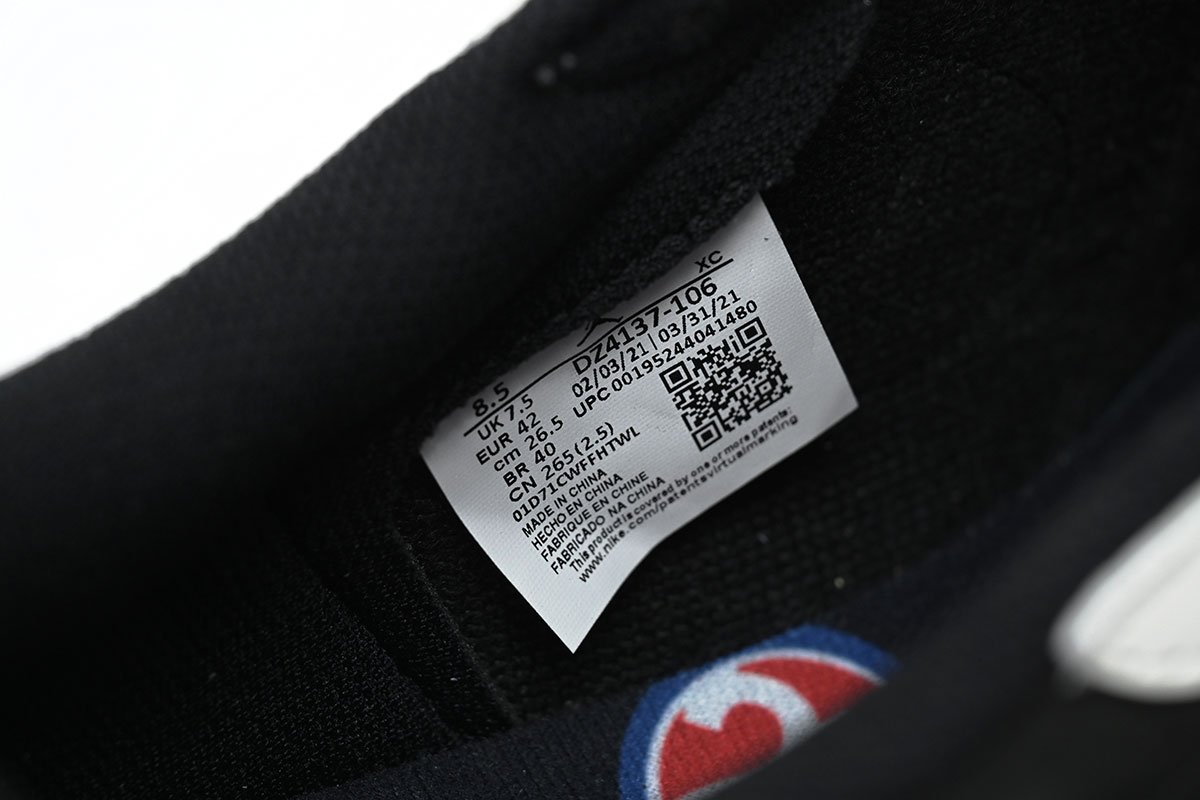 XC
8.5
DZ4137-106
UK 7.5
02/03/21 | 03/31/21
EUR 42
UPC 00195244041480
cm 26.5
BR 40
CN 265(2.5)
01D71CWFFHTWL
MADE IN CHINA
HECHO EN CHINA
FABRIQUE EN CHINE
FABRICADO NA CHINA
This product is covered by one or more patents:
www.nike.com/patentsvirtualmarking